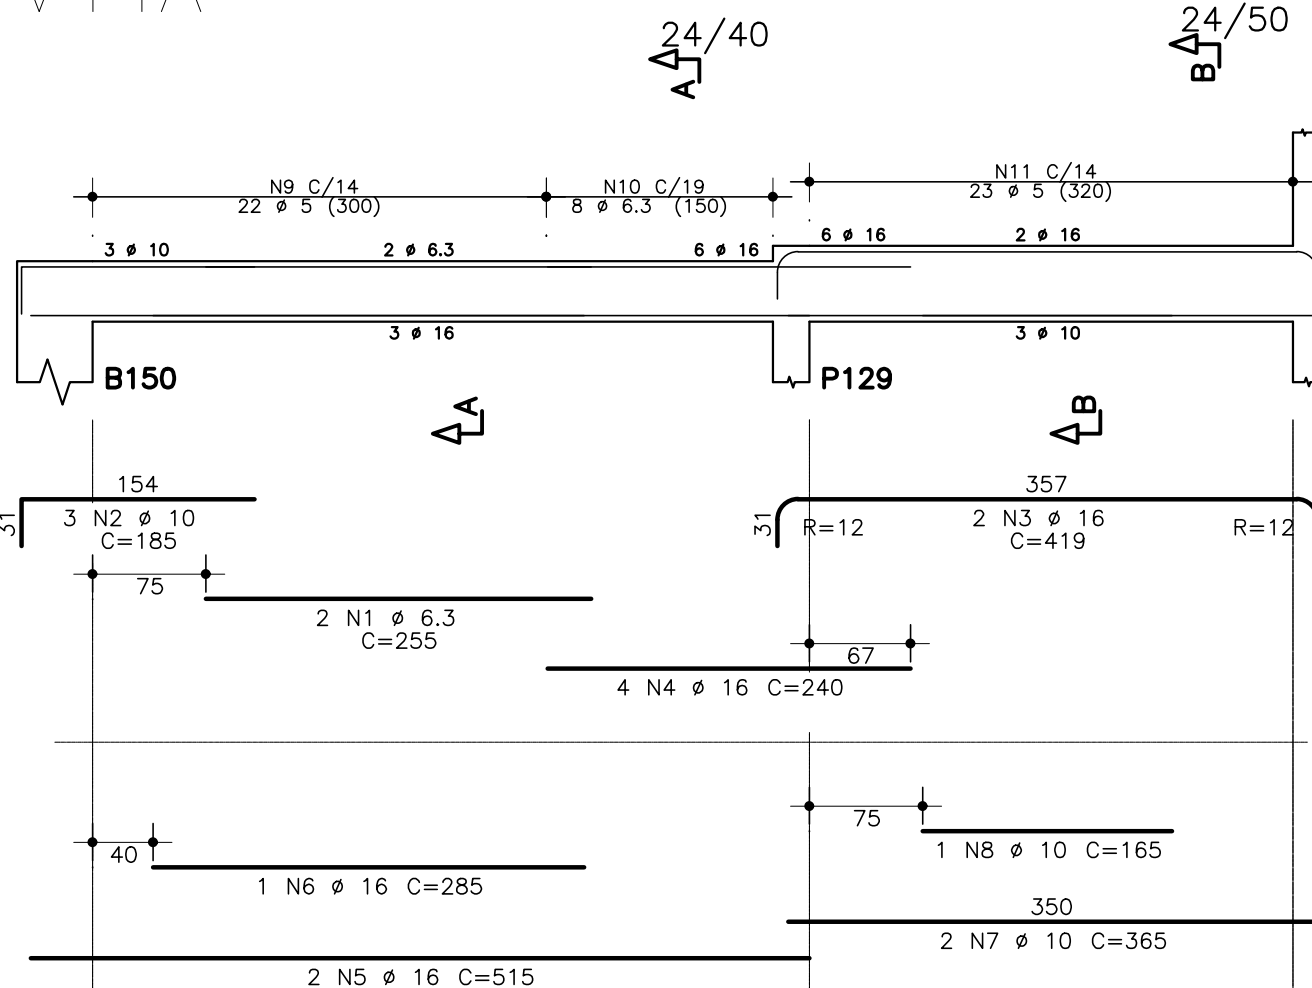 24/40
24/50
A
B
N9 C/14
22 ø 5 (300)
N10 C/19
8 ø 6.3 (150)
N11 C/14
23 ø 5 (320)
3 ø 10
2 ø 6.3
6 ø 16
6 ø 16
2 ø 16
3 ø 16
3 ø 10
B150
P129
A
B
154
31
3 N2 ø 10
C=185
357
31
R=12
2 N3 ø 16
C=419
R=12
75
2 N1 ø 6.3
C=255
67
4 N4 ø 16 C=240
75
1 N8 ø 10 C=165
40
1 N6 ø 16 C=285
350
2 N7 ø 10 C=365
2 N5 ø 16 C=515